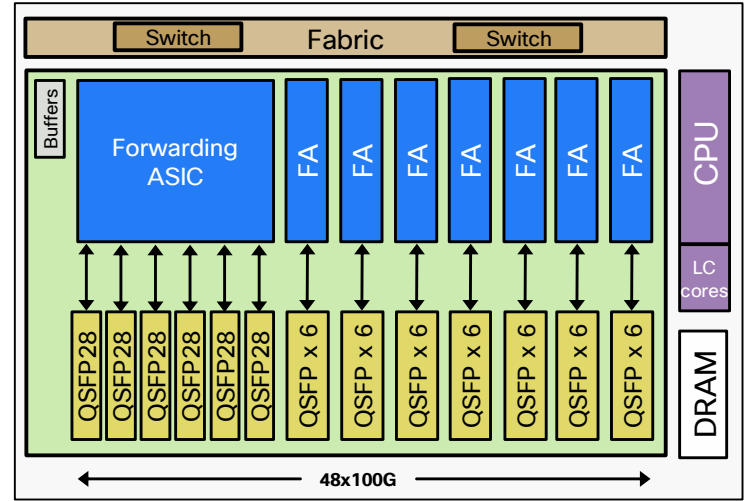 Switch
Fabric
Switch
Buffers
Forwarding
ASIC
FA
FA
FA
FA
FA
FA
FA
CPU
LC
cores
QSFP28
QSFP28
QSFP28
QSFP28
QSFP28
QSFP28
QSFP x 6
QSFP x 6
QSFP x 6
QSFP x 6
QSFP x 6
QSFP x 6
QSFP x 6
DRAM
48x100G